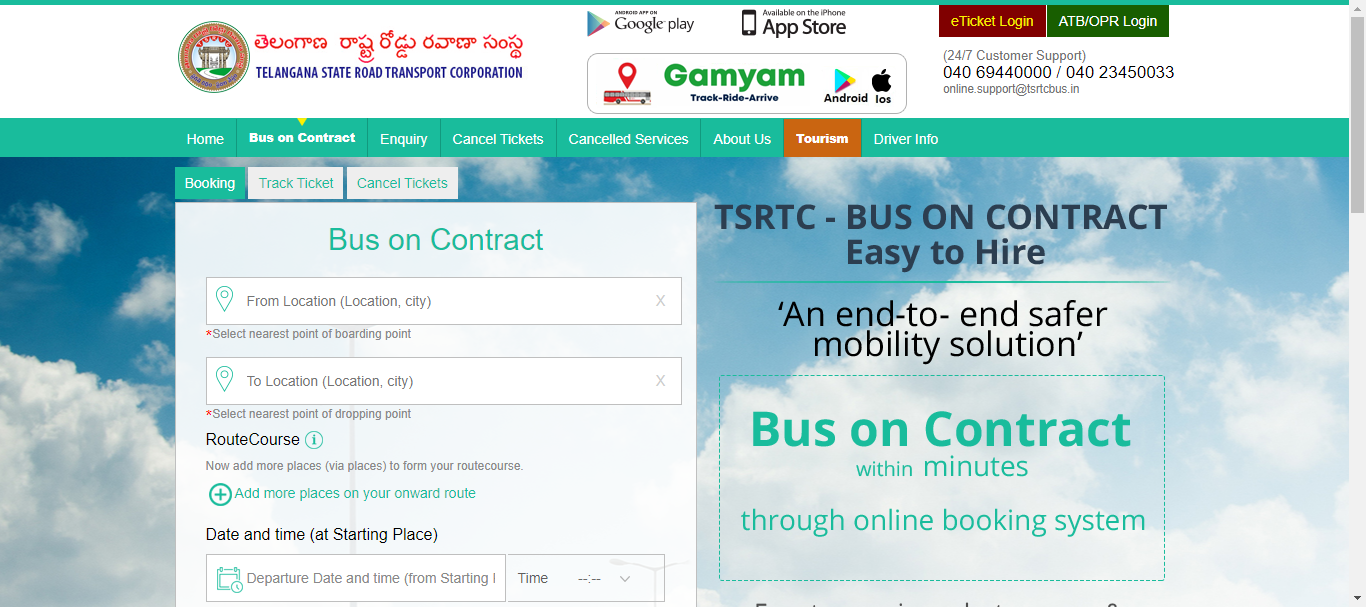 తెలంగాణ రాష్ట్ర రోడ్డు రవాణా సంస్థ
TELANGANA STATE ROAD TRANSPORT CORPORATION
ANDROID APP ON
Google play
Available on the iPhone
App Store
Gamyam
Track-Ride-Arrive
Android Ios
eTicket Login
ATB/OPR Login
(24/7 Customer Support)
040 69440000 / 040 23450033
online.support@tsrtcbus.in
Home Bus on Contract Enquiry Cancel Tickets Cancelled Services About Us Tourism Driver Info
Booking Track Ticket Cancel Tickets
Bus on Contract
From Location (Location, city) X
*Select nearest point of boarding point
To Location (Location, city) X
*Select nearest point of dropping point
RouteCourse i
Now add more places (via places) to form your routecourse.
Add more places on your onward route
Date and time (at Starting Place)
Departure Date and time (from Starting Time --:--
TSRTC - BUS ON CONTRACT
Easy to Hire
‘An end-to- end safer
mobility solution’
Bus on Contract
within minutes
through online booking system